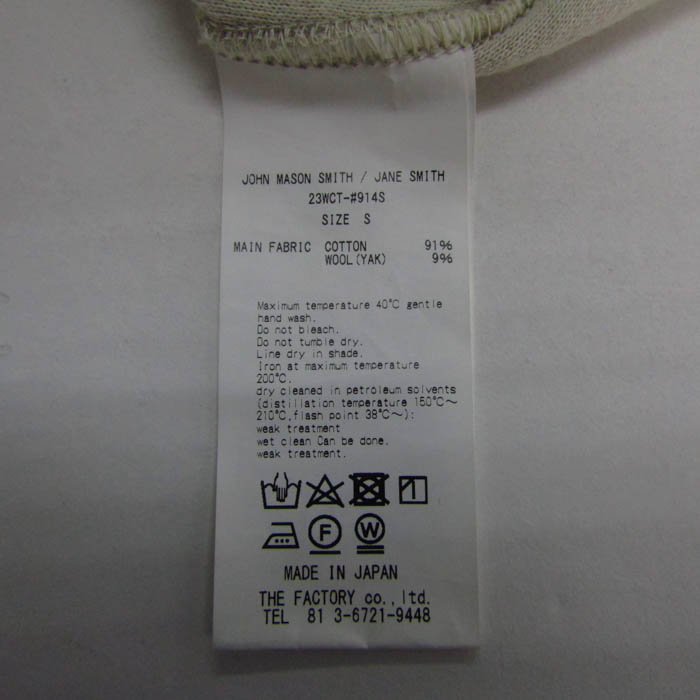 JOHN MASON SMITH / JANE SMITH
23WCT-#914S
SIZE S
MAIN FABRIC COTTON 91%
WOOL(YAK) 9%
Maximum temperature 40°C gentle
hand wash.
Do not bleach.
Do not tumble dry.
Line dry in shade.
Iron at maximum temperature
200°C.
dry cleaned in petroleum solvents
(distillation temperature 150°C～
210°C,flash point 38°C～):
weak treatment
wet clean Can be done.
weak treatment.
F W
MADE IN JAPAN
THE FACTORY co.,ltd.
TEL 81 3-6721-9448